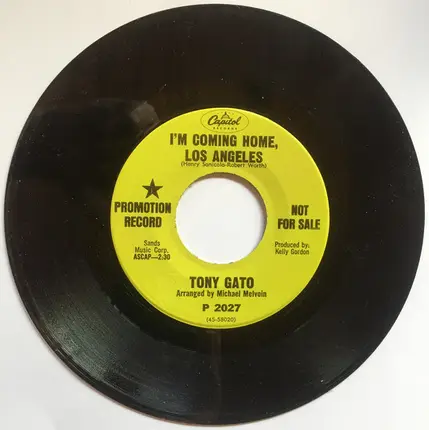 Capitol
RECORDS
I'M COMING HOME,
LOS ANGELES
(Henry Sanicola-Robert Worth)
★
PROMOTION
RECORD
NOT
FOR SALE
Sands
Music Corp.
ASCAP—2:30
Produced by:
Kelly Gordon
TONY GATO
Arranged by Michael Melvoin
P 2027
(45-58020)